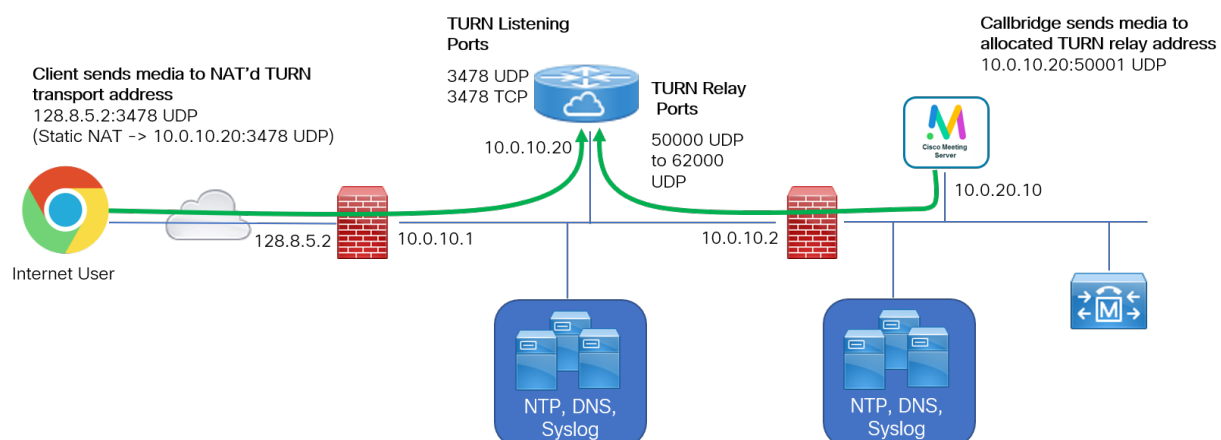 TURN Listening
Ports
3478 UDP
3478 TCP
Callbridge sends media to
allocated TURN relay address
10.0.10.20:50001 UDP
Client sends media to NAT’d TURN
transport address
128.8.5.2:3478 UDP
(Static NAT -> 10.0.10.20:3478 UDP)
TURN Relay
Ports
50000 UDP
to 62000
UDP
10.0.10.20
Cisco Meeting
Server
10.0.20.10
128.8.5.2
10.0.10.1
10.0.10.2
Internet User
M
NTP, DNS,
Syslog
NTP, DNS,
Syslog